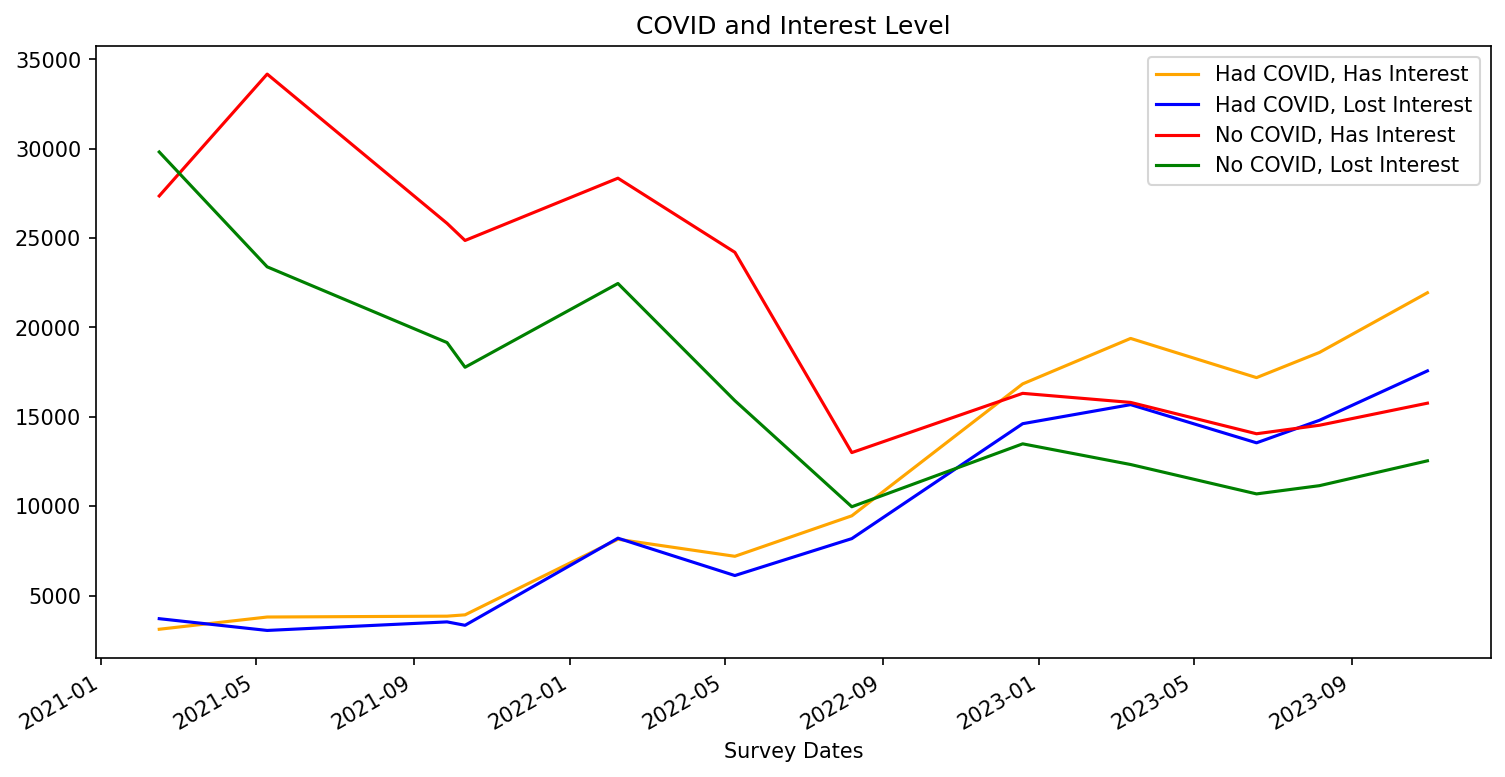 COVID and Interest Level
35000
30000
25000
20000
15000
10000
5000
Had COVID, Has Interest
Had COVID, Lost Interest
No COVID, Has Interest
No COVID, Lost Interest
2021-01
2021-05
2021-09
2022-01
2022-05
2022-09
2023-01
2023-05
2023-09
Survey Dates